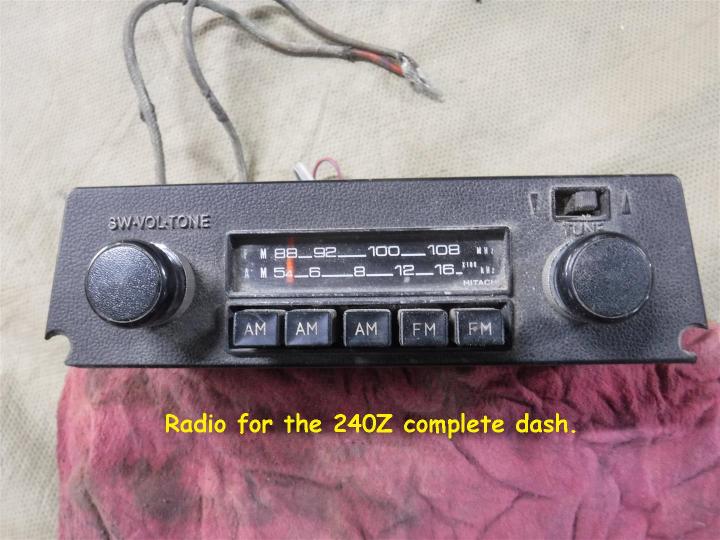 SW-VOL-TONE
TUNE
F M 88 92 100 108 MHz
A M 54 6 8 12 16 X100 kHz
HITACHI
AM AM AM FM FM
Radio for the 240Z complete dash.